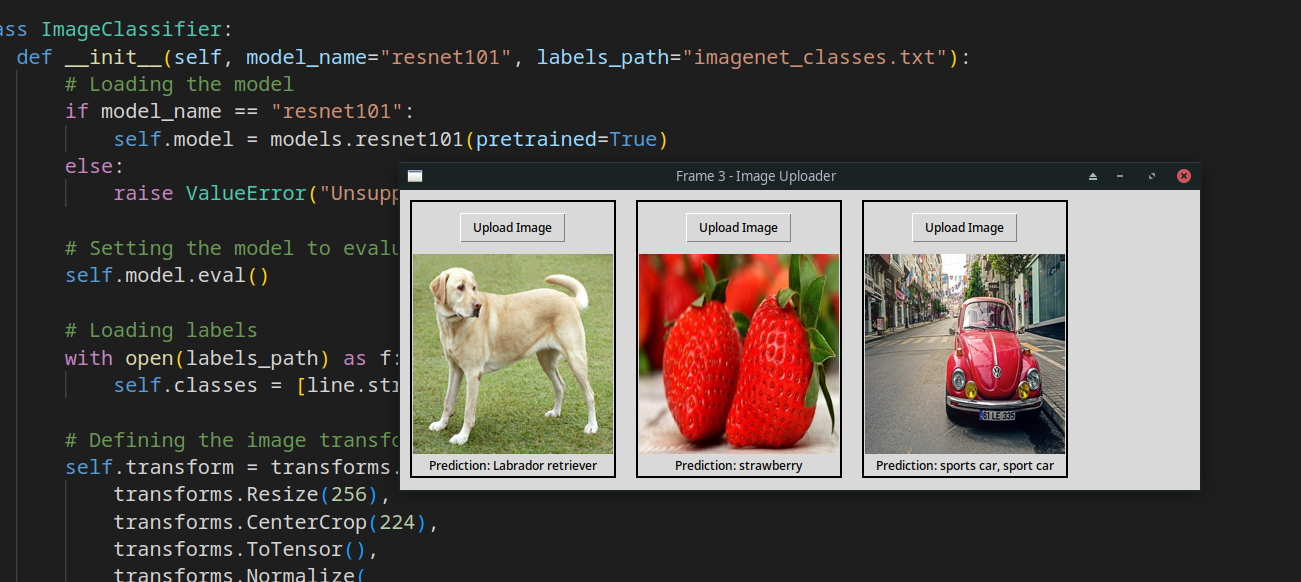 ass ImageClassifier:
def __init__(self, model_name="resnet101", labels_path="imagenet_classes.txt"):
# Loading the model
if model_name == "resnet101":
self.model = models.resnet101(pretrained=True)
else:
raise ValueError("Unsupp
# Setting the model to evalu
self.model.eval()
# Loading labels
with open(labels_path) as f:
self.classes = [line.str
# Defining the image transfo
self.transform = transforms.
transforms.Resize(256),
transforms.CenterCrop(224),
transforms.ToTensor(),
transforms.Normalize(
Frame 3 - Image Uploader
Upload Image
Upload Image
Upload Image
61 LE 335
Prediction: Labrador retriever
Prediction: strawberry
Prediction: sports car, sport car